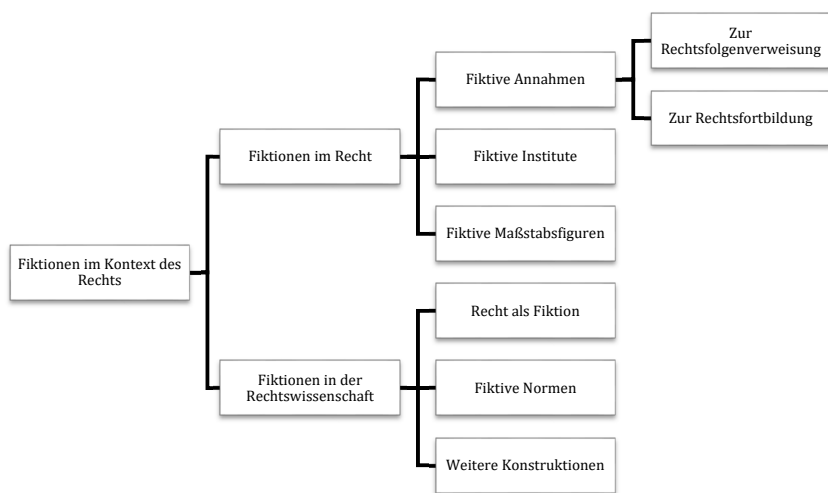 Zur
Rechtsfolgenverweisung
Fiktive Annahmen
Zur Rechtsfortbildung
Fiktionen im Recht
Fiktive Institute
Fiktive Maßstabsfiguren
Fiktionen im Kontext des
Rechts
Recht als Fiktion
Fiktionen in der
Rechtswissenschaft
Fiktive Normen
Weitere Konstruktionen